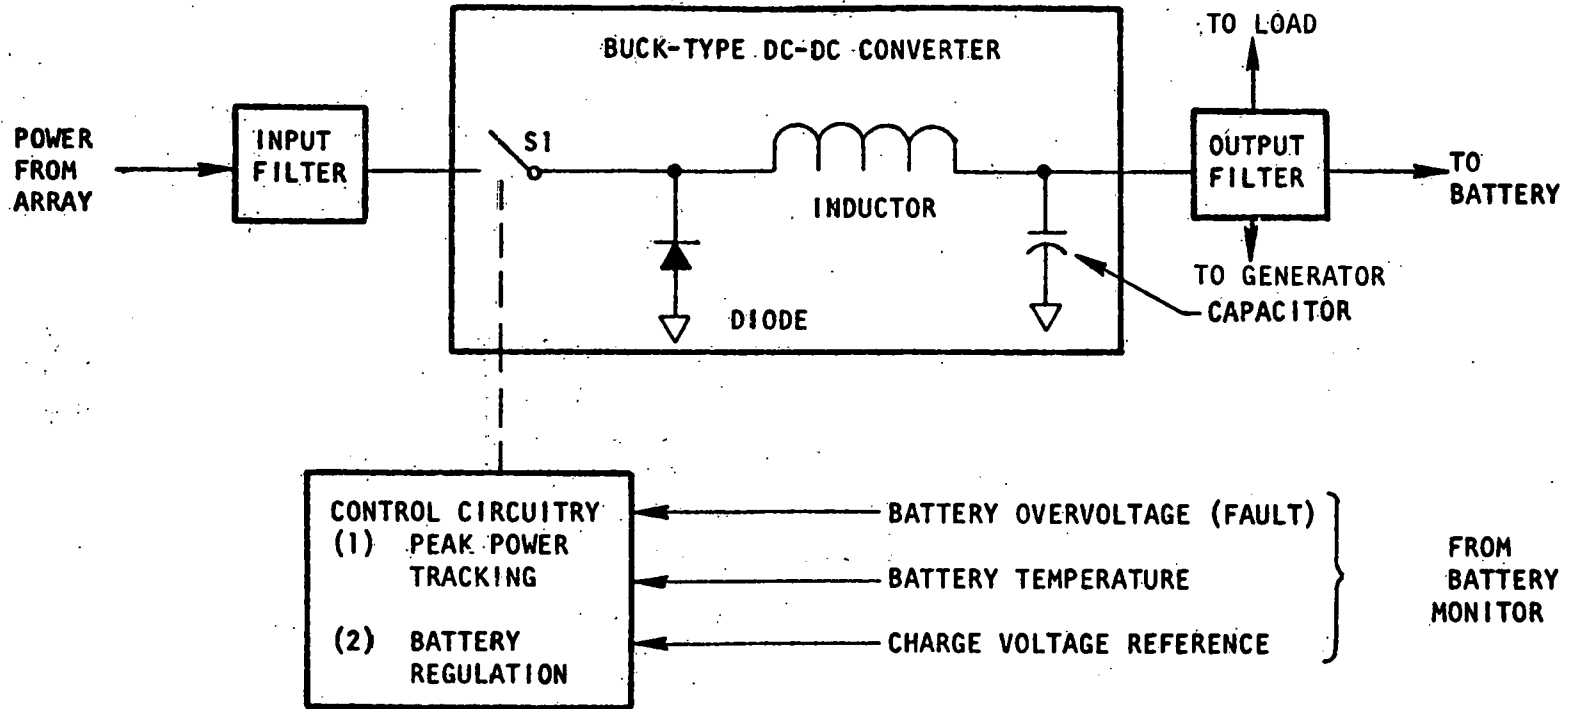 BUCK-TYPE DC-DC CONVERTER
TO LOAD
POWER
FROM
ARRAY
INPUT
FILTER
S1
INDUCTOR
DIODE
OUTPUT
FILTER
TO
BATTERY
TO GENERATOR
CAPACITOR
CONTROL CIRCUITRY
(1) PEAK POWER
TRACKING
(2) BATTERY
REGULATION
BATTERY OVERVOLTAGE (FAULT)
BATTERY TEMPERATURE
CHARGE VOLTAGE REFERENCE
FROM
BATTERY
MONITOR